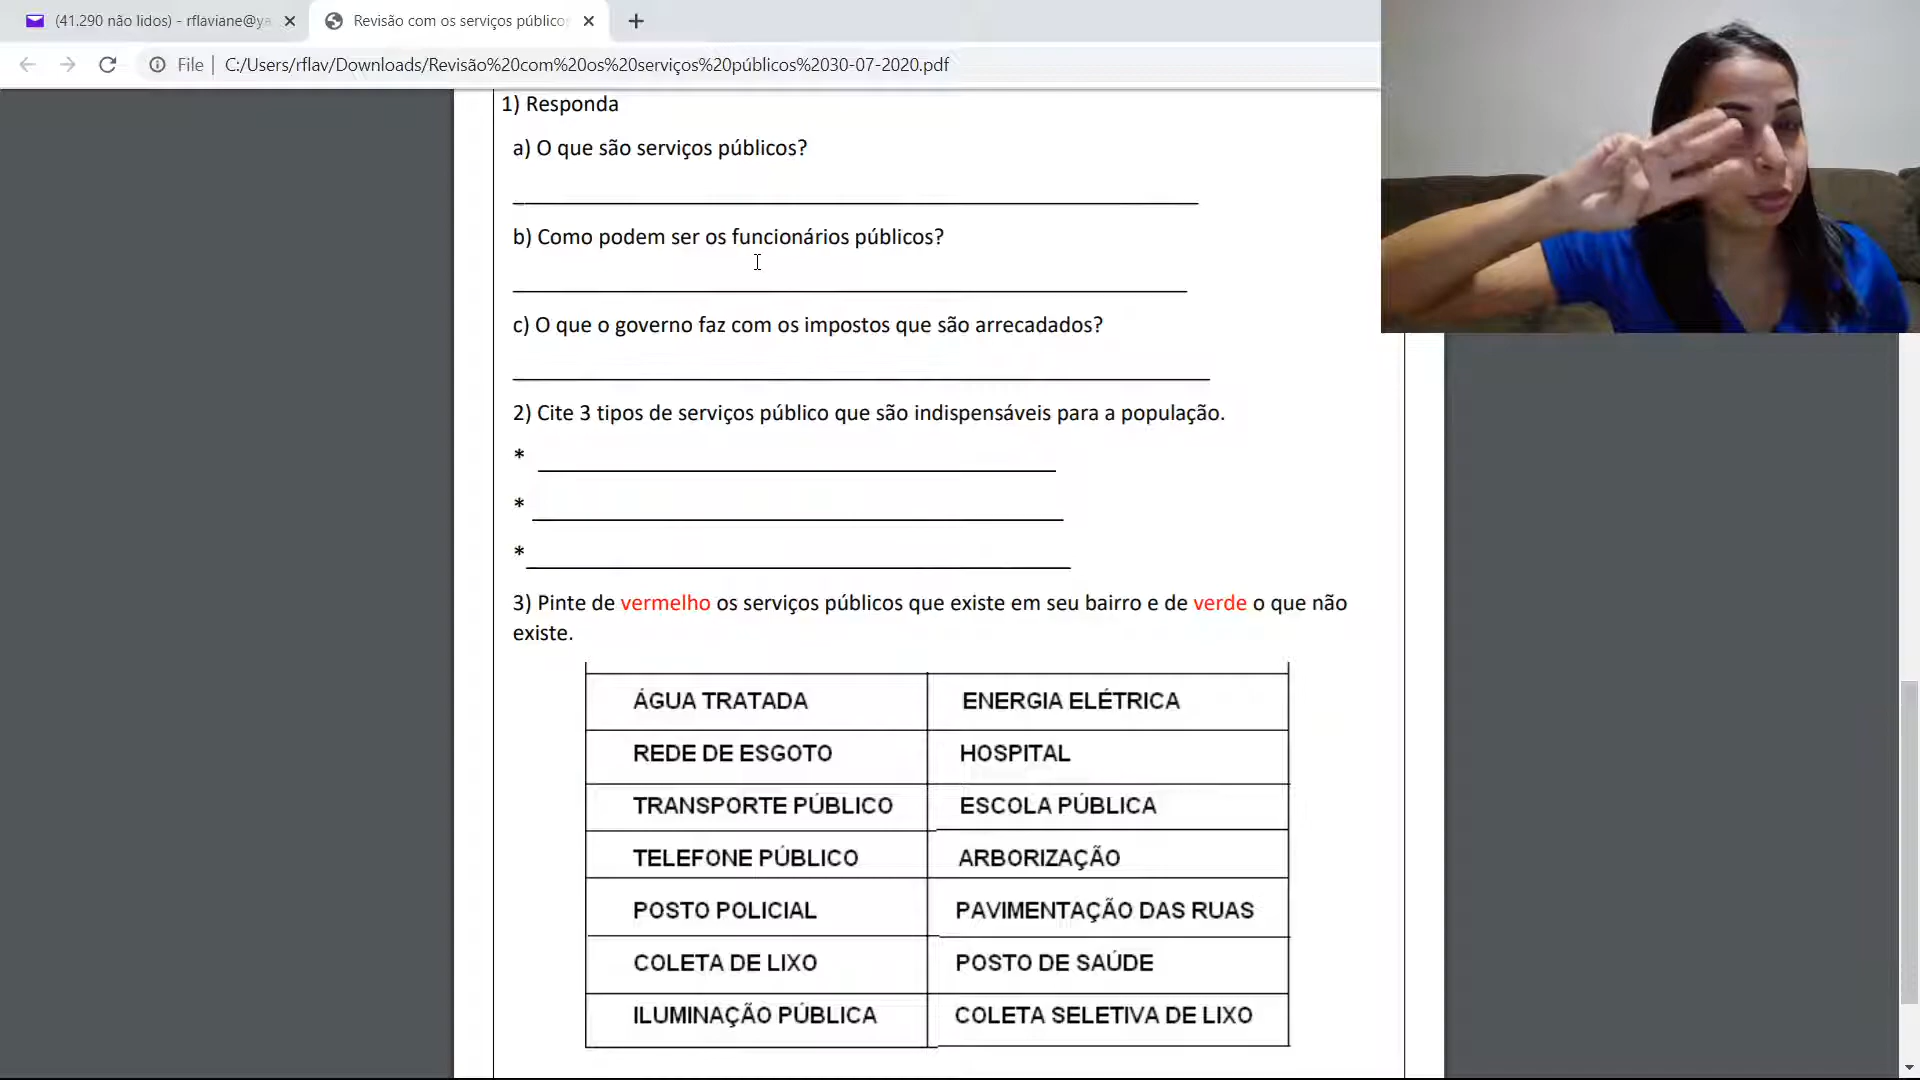 (41.290 não lidos) - rflaviane@ya
Revisão com os serviços público
File | C:/Users/rflav/Downloads/Revisão%20com%20os%20serviços%20públicos%2030-07-2020.pdf
1) Responda
a) O que são serviços públicos?
b) Como podem ser os funcionários públicos?
c) O que o governo faz com os impostos que são arrecadados?
2) Cite 3 tipos de serviços público que são indispensáveis para a população.
*
*
*
3) Pinte de vermelho os serviços públicos que existe em seu bairro e de verde o que não
existe.
ÁGUA TRATADA ENERGIA ELÉTRICA
REDE DE ESGOTO HOSPITAL
TRANSPORTE PÚBLICO ESCOLA PÚBLICA
TELEFONE PÚBLICO ARBORIZAÇÃO
POSTO POLICIAL PAVIMENTAÇÃO DAS RUAS
COLETA DE LIXO POSTO DE SAÚDE
ILUMINAÇÃO PÚBLICA COLETA SELETIVA DE LIXO